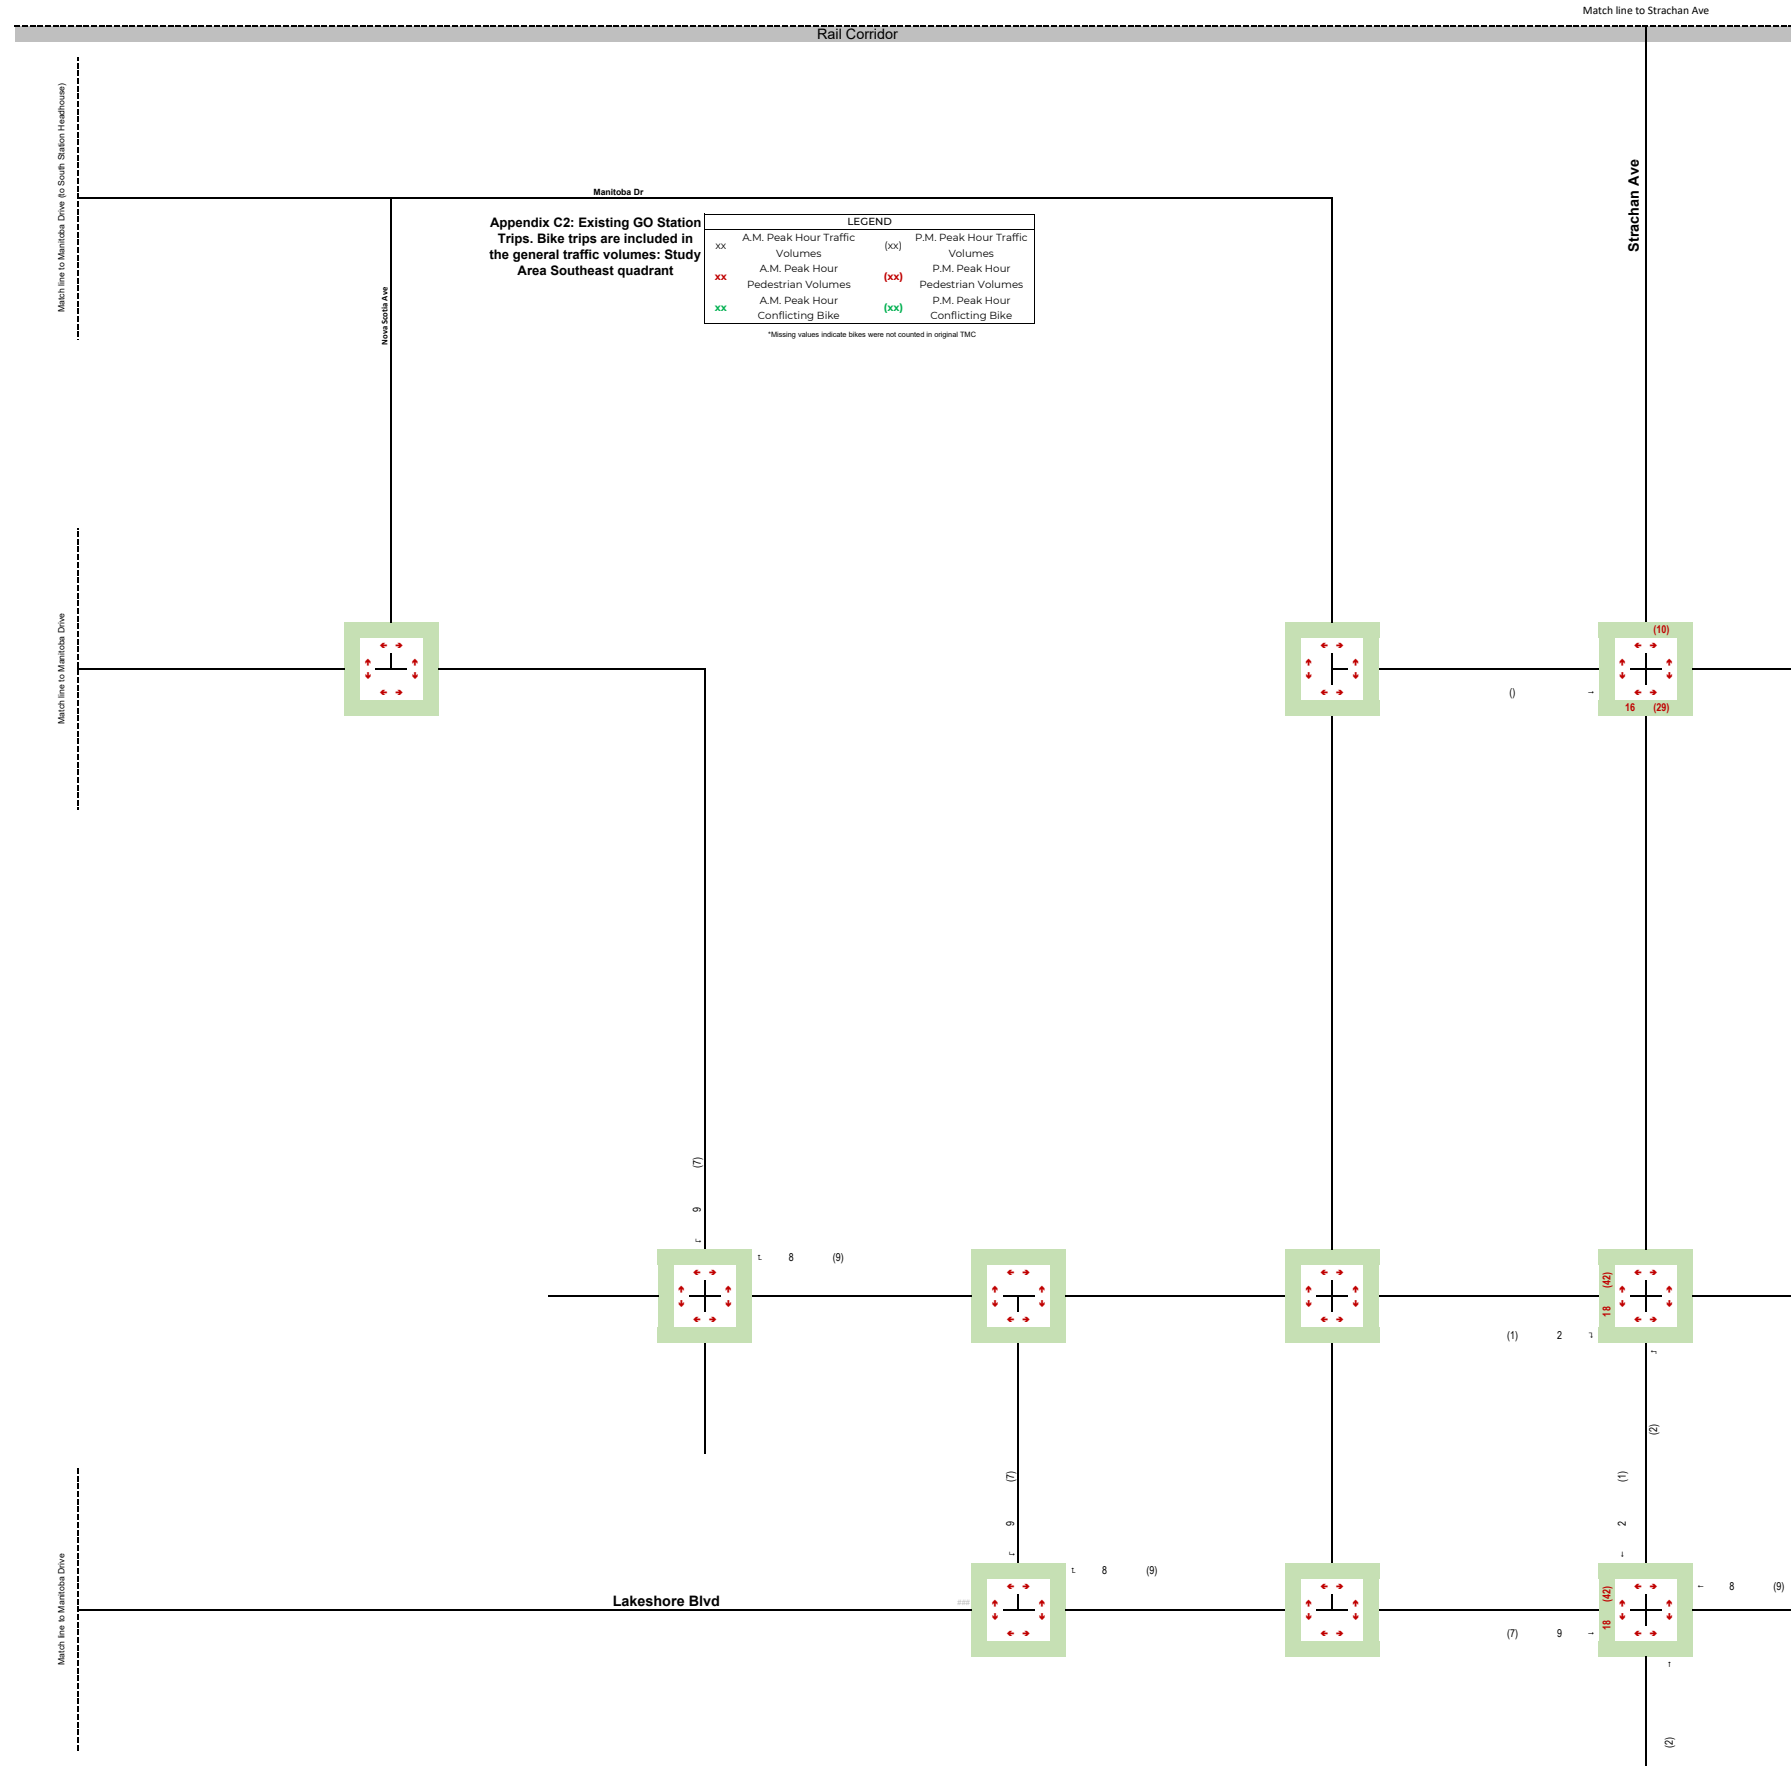 Match line to Strachan Ave
Rail Corridor
Match line to Manitoba Drive (to South Station Headhouse)
Manitoba Dr
Strachan Ave
Appendix C2: Existing GO Station
Trips. Bike trips are included in
the general traffic volumes: Study
Area Southeast quadrant
LEGEND
xx A.M. Peak Hour Traffic Volumes (xx) P.M. Peak Hour Traffic Volumes
xx A.M. Peak Hour Pedestrian Volumes (xx) P.M. Peak Hour Pedestrian Volumes
xx A.M. Peak Hour Conflicting Bike (xx) P.M. Peak Hour Conflicting Bike
*Missing values indicate bikes were not counted in original TMC
Nova Scotia Ave
Match line to Manitoba Drive
(10)
()
16 (29)
(7)
9
8 (9)
(42)
18
(1) 2
(2)
(7)
9
(1)
2
8 (9)
Lakeshore Blvd
###
(42)
18
8 (9)
(7) 9
Match line to Manitoba Drive
(2)